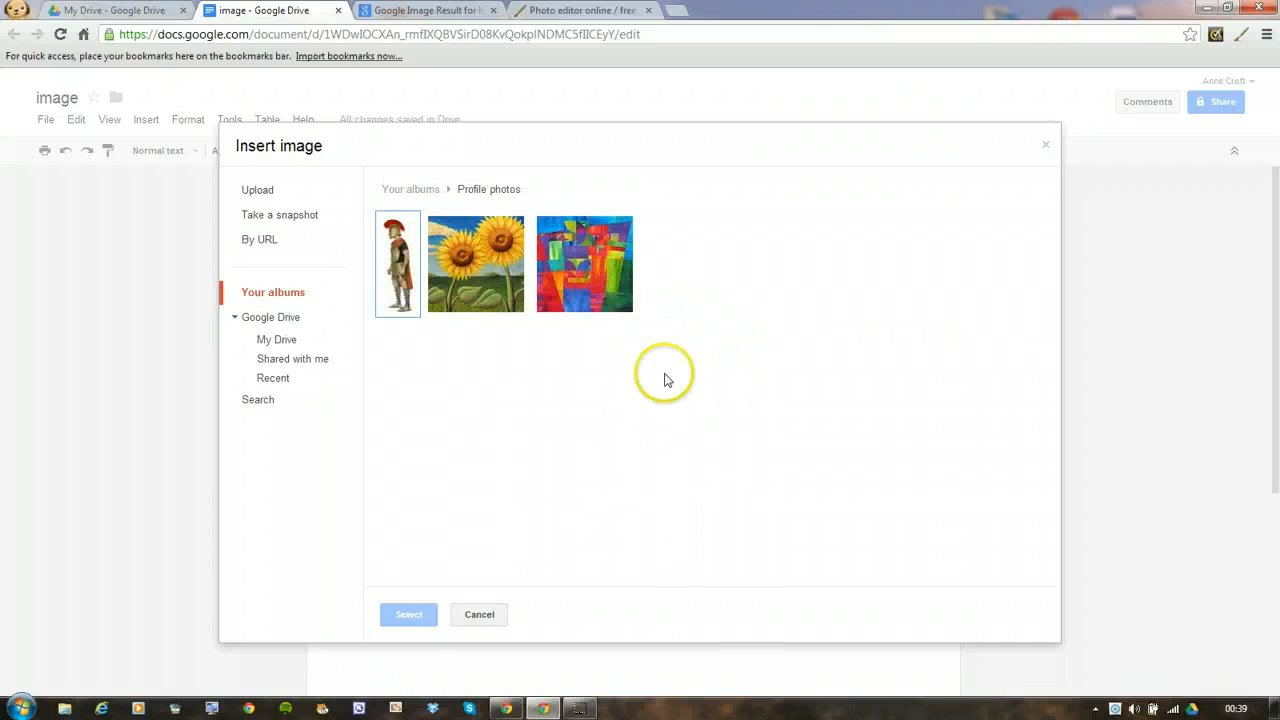 My Drive - Google Drive
image - Google Drive
Google Image Result for h
Photo editor online / free
https://docs.google.com/document/d/1WDwIOCXAn_rmfIXQBVSirD08KvQokpINDMC5fIICEyY/edit
For quick access, place your bookmarks here on the bookmarks bar. Import bookmarks now...
Anne Croft
image
Comments
Share
File Edit View Insert Format Tools Table Help All changes saved in Drive
Normal text
Insert image
Upload
Take a snapshot
By URL
Your albums
Google Drive
My Drive
Shared with me
Recent
Search
Your albums Profile photos
Select
Cancel
00:39